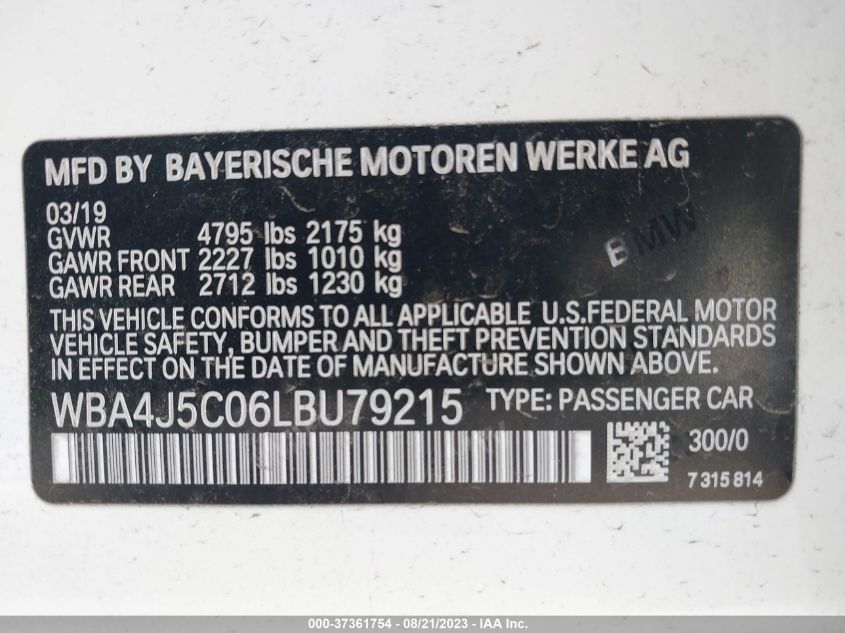 MFD BY BAYERISCHE MOTOREN WERKE AG
03/19
GVWR 4795 lbs 2175 kg
GAWR FRONT 2227 lbs 1010 kg
GAWR REAR 2712 lbs 1230 kg
BMW
THIS VEHICLE CONFORMS TO ALL APPLICABLE U.S.FEDERAL MOTOR
VEHICLE SAFETY, BUMPER AND THEFT PREVENTION STANDARDS
IN EFFECT ON THE DATE OF MANUFACTURE SHOWN ABOVE.
WBA4J5C06LBU79215 TYPE: PASSENGER CAR
300/0
7 315 814
000-37361754 - 08/21/2023 - IAA Inc.